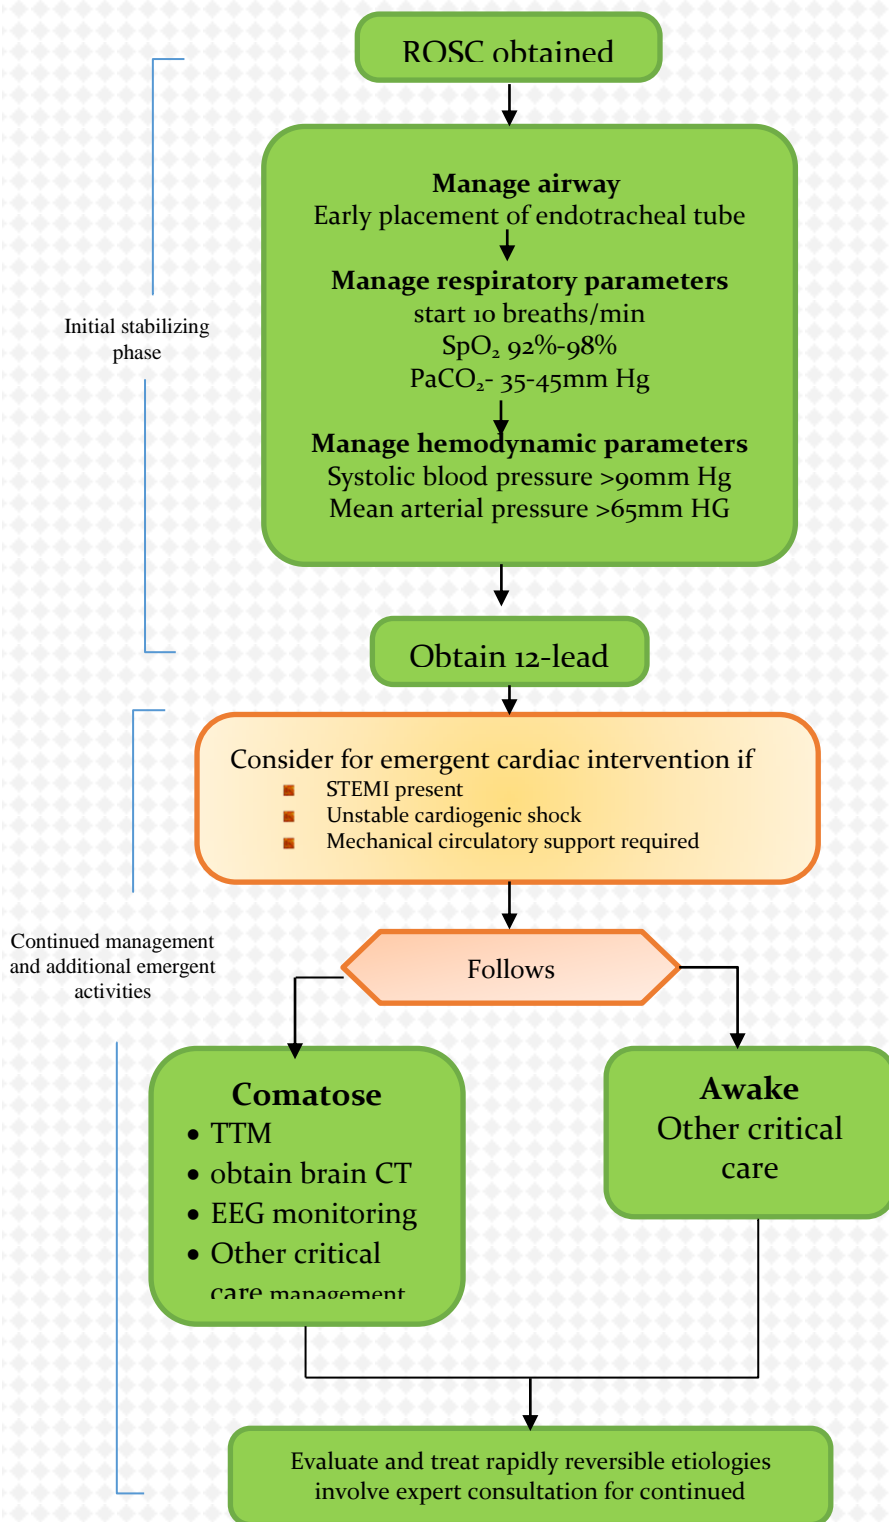 ROSC obtained
Manage airway
Early placement of endotracheal tube
Manage respiratory parameters
start 10 breaths/min
SpO₂ 92%-98%
PaCO₂- 35-45mm Hg
Manage hemodynamic parameters
Systolic blood pressure >90mm Hg
Mean arterial pressure >65mm HG
Initial stabilizing
phase
Obtain 12-lead
Consider for emergent cardiac intervention if
STEMI present
Unstable cardiogenic shock
Mechanical circulatory support required
Continued management
and additional emergent
activities
Follows
Comatose
• TTM
• obtain brain CT
• EEG monitoring
• Other critical
care management
Awake
Other critical
care
Evaluate and treat rapidly reversible etiologies
involve expert consultation for continued